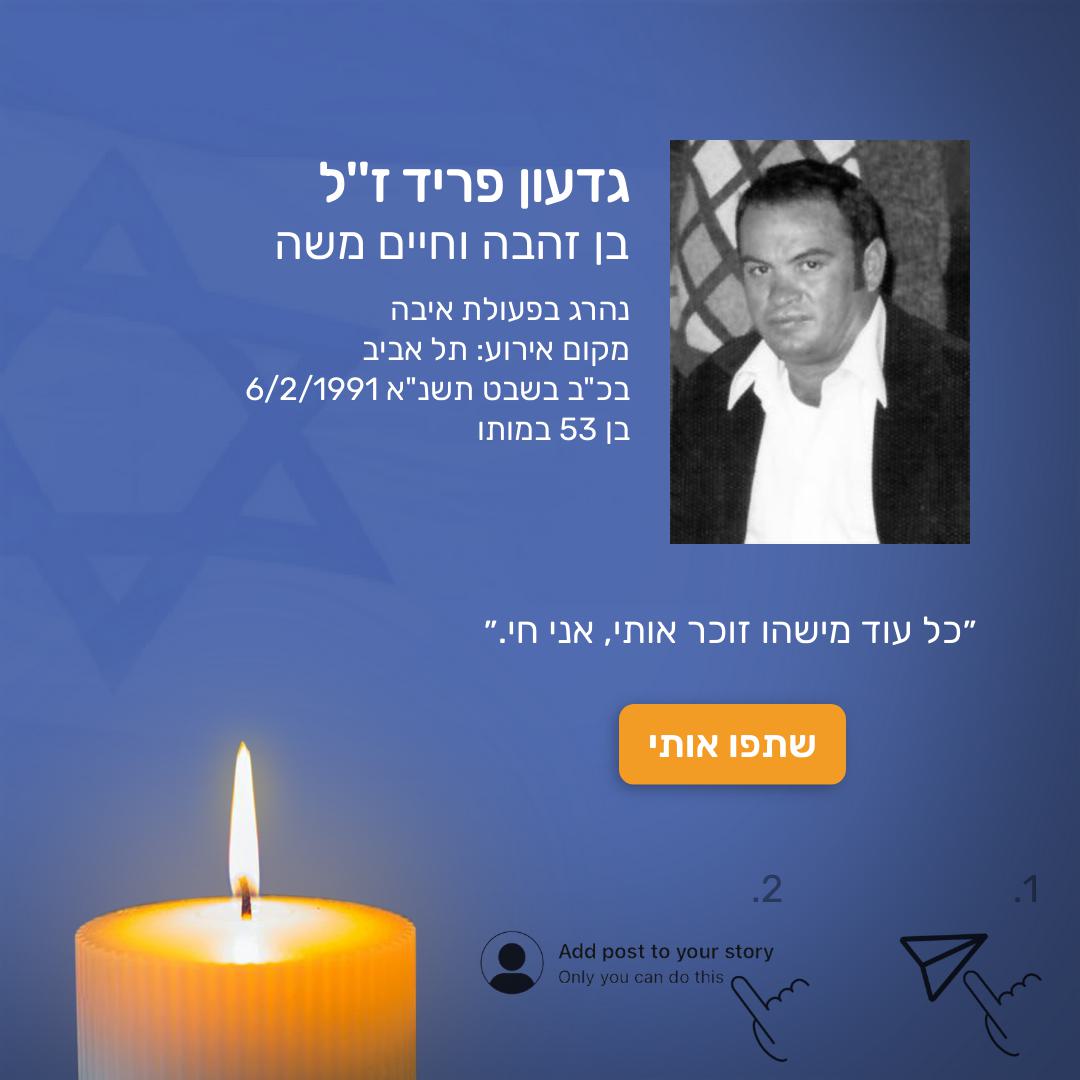 גדעון פריד ז"ל
בן זהבה וחיים משה
נהרג בפעולת איבה
מקום אירוע: תל אביב
בכ"ב בשבט תשנ"א 6/2/1991
בן 53 במותו
״כל עוד מישהו זוכר אותי, אני חי.״
שתפו אותי
.1
.2
Add post to your story
Only you can do this